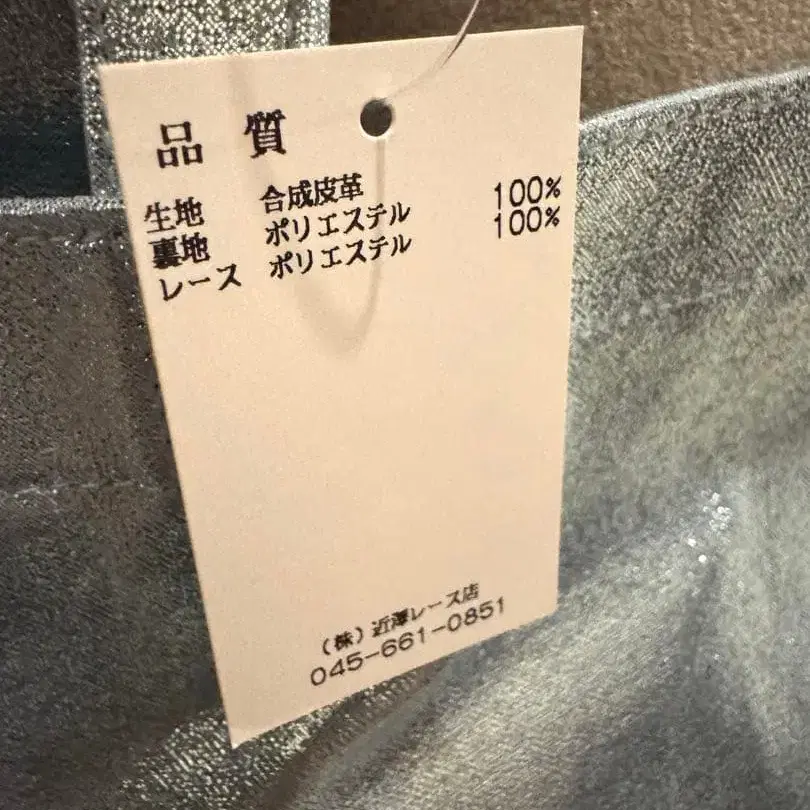 品 質
生地 合成皮革
裏地 ポリエステル 100%
レース ポリエステル 100%
(株)近澤レース店
045-661-0851